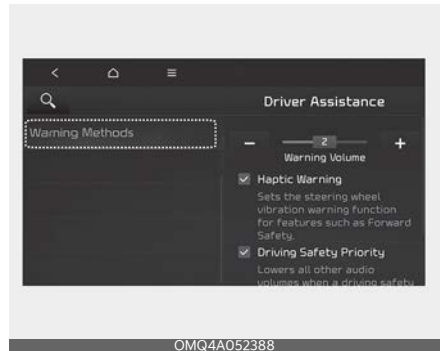 Driver Assistance
Warning Methods
2
Warning Volume
Haptic Warning
Sets the steering wheel
vibration warning function
for features such as Forward
Safety.
Driving Safety Priority
Lowers all other audio
volumes when a driving safety
OMQ4A052388